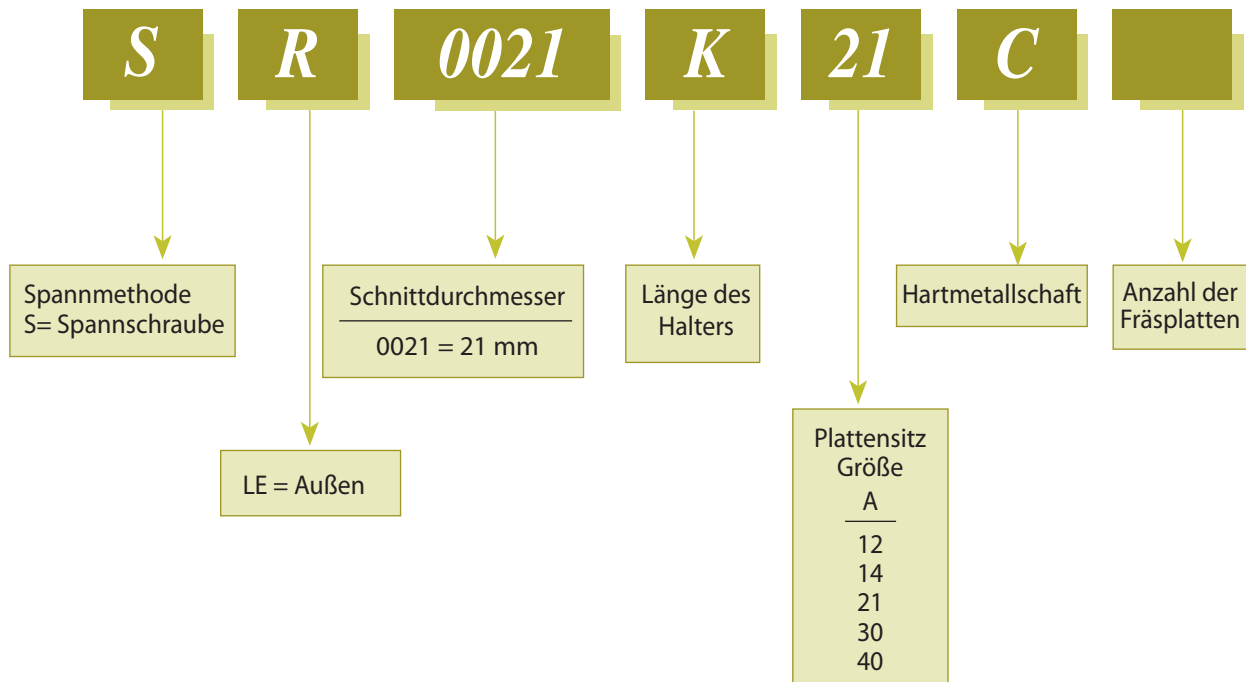 S R 0021 K 21 C
Spannmethode
S= Spannschraube
LE = Außen
Schnittdurchmesser
0021 = 21 mm
Länge des
Halters
Plattensitz
Größe
A
12
14
21
30
40
Hartmetallschaft
Anzahl der
Fräsplatten